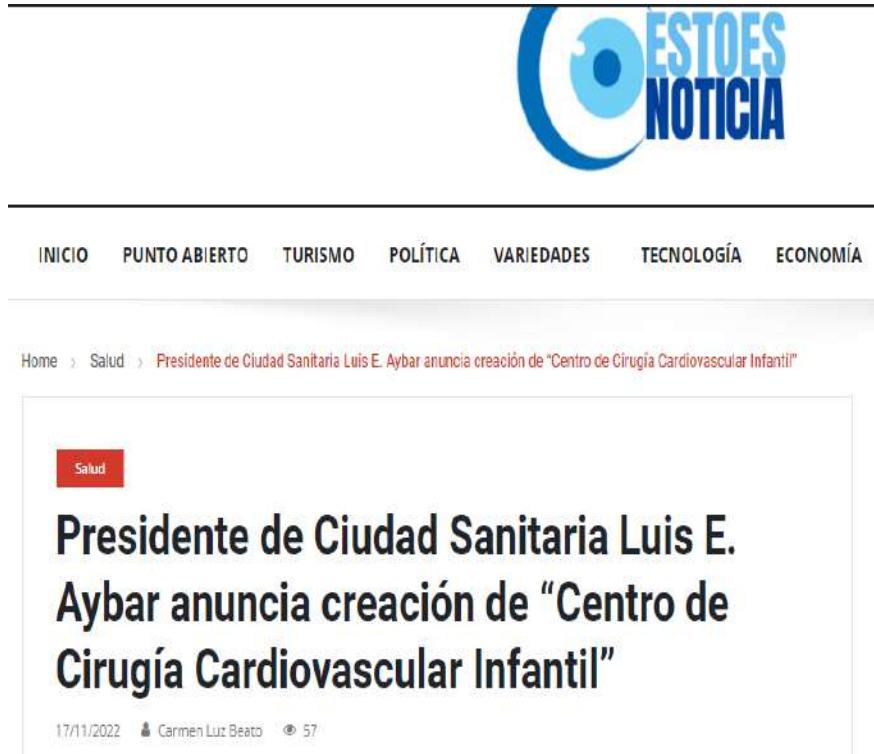 ESTOES
NOTICIA
INICIO PUNTO ABIERTO TURISMO POLÍTICA VARIEDADES TECNOLOGÍA ECONOMÍA
Home > Salud > Presidente de Ciudad Sanitaria Luis E. Aybar anuncia creación de “Centro de Cirugía Cardiovascular Infantil”
Salud
Presidente de Ciudad Sanitaria Luis E.
Aybar anuncia creación de “Centro de
Cirugía Cardiovascular Infantil”
17/11/2022 Carmen Luz Beato 57